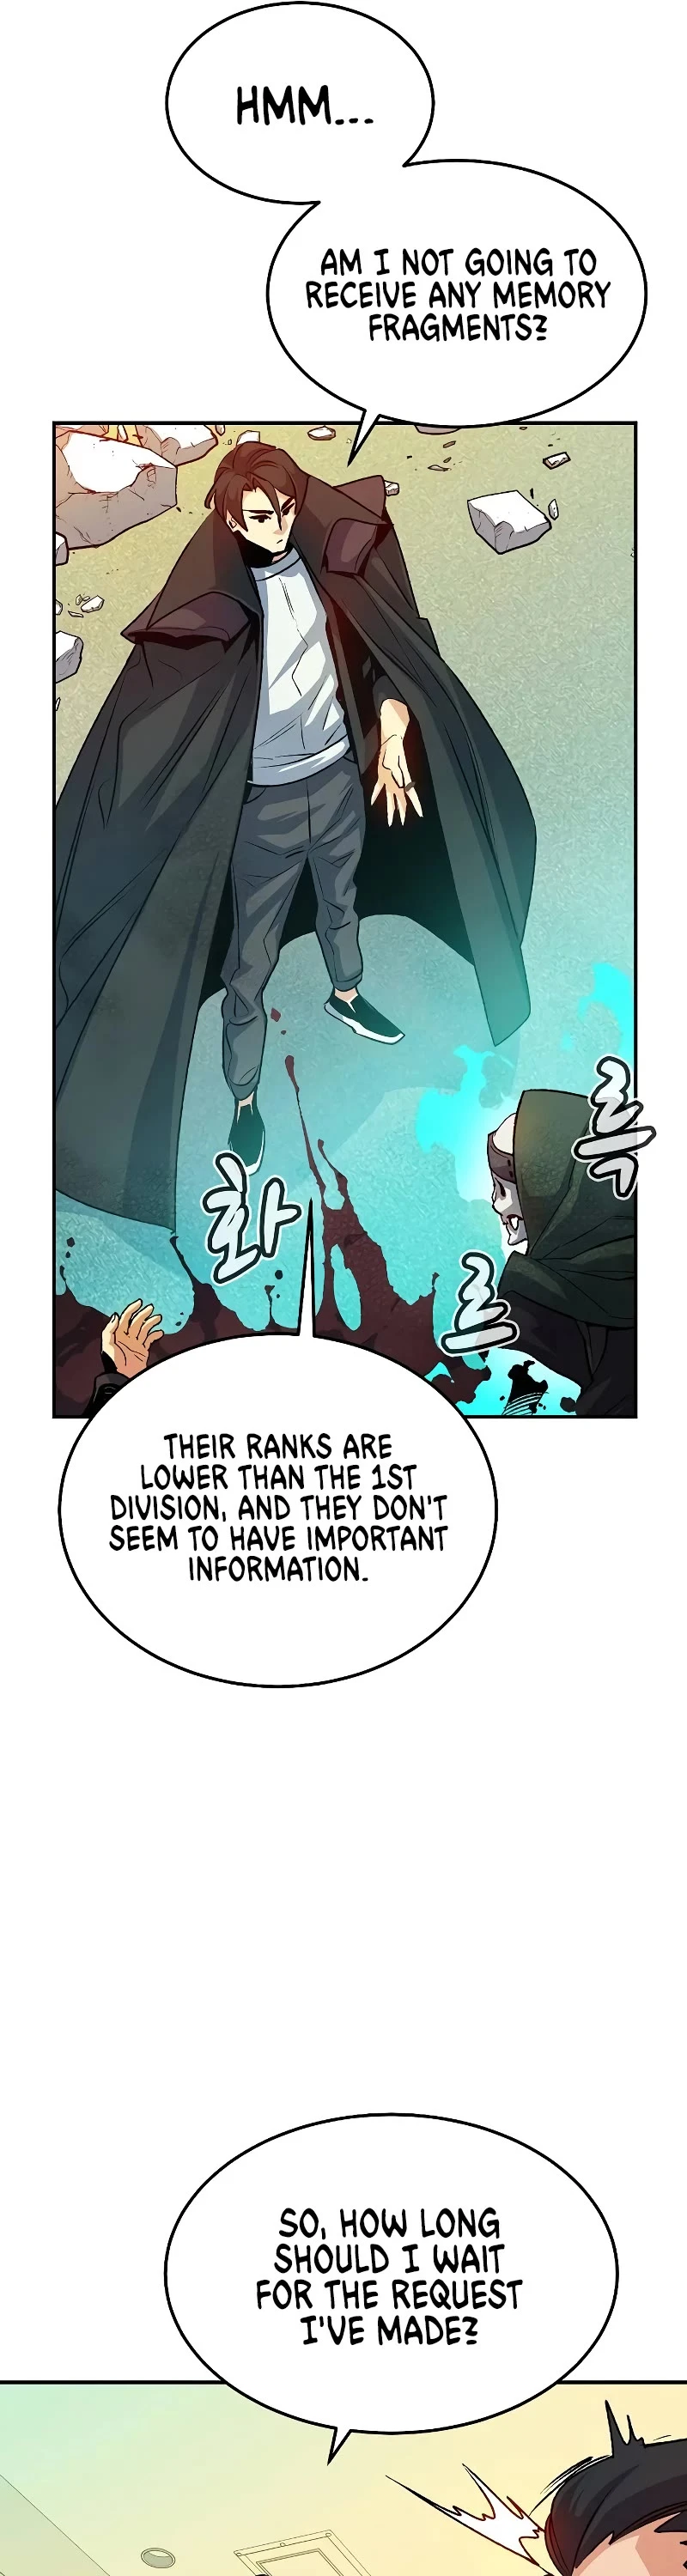 HMM...
AM I NOT GOING TO
RECEIVE ANY MEMORY
FRAGMENTS?
화
르
륵
THEIR RANKS ARE
LOWER THAN THE 1ST
DIVISION, AND THEY DON'T
SEEM TO HAVE IMPORTANT
INFORMATION.
SO, HOW LONG
SHOULD I WAIT
FOR THE REQUEST
I'VE MADE?